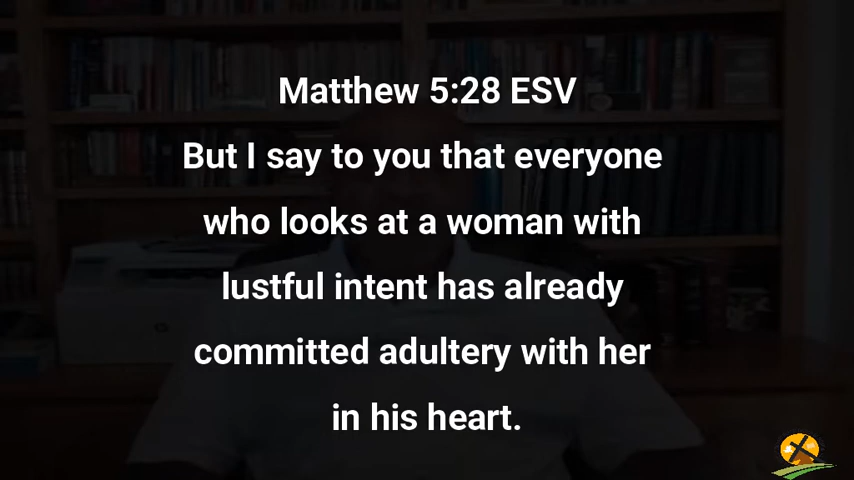 Matthew 5:28 ESV
But I say to you that everyone
who looks at a woman with
lustful intent has already
committed adultery with her
in his heart.